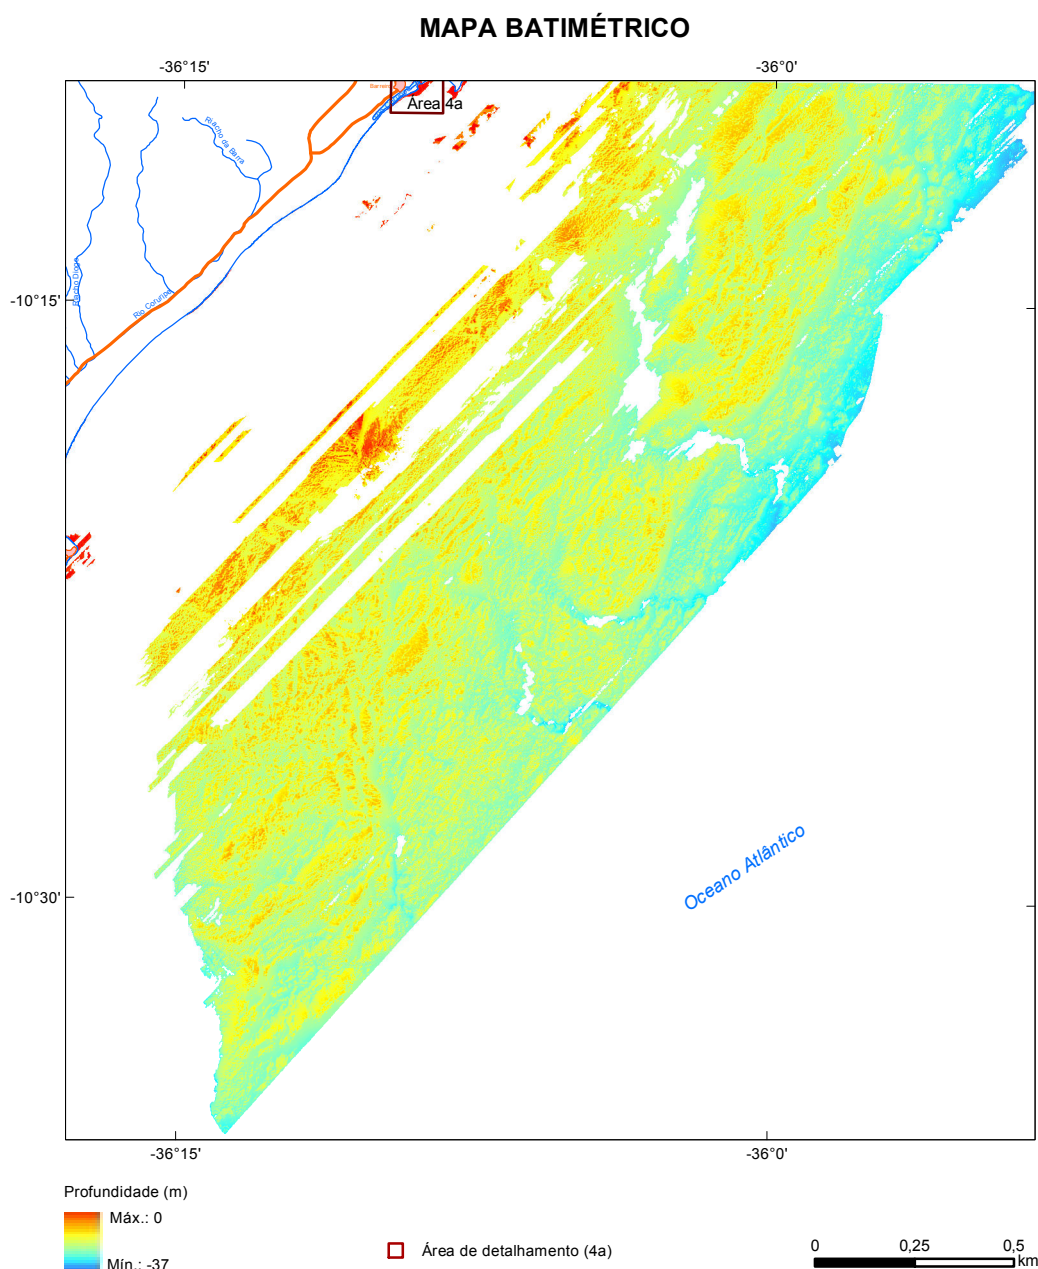 MAPA BATIMÉTRICO
-36°15'
-36°0'
Área 4a
Riacho da Barra
-10°15'
Rio Coruripe
-10°30'
Oceano Atlântico
-36°15'
-36°0'
Profundidade (m)
Máx.: 0
Mín.: -37
Área de detalhamento (4a)
0 0,25 0,5
km